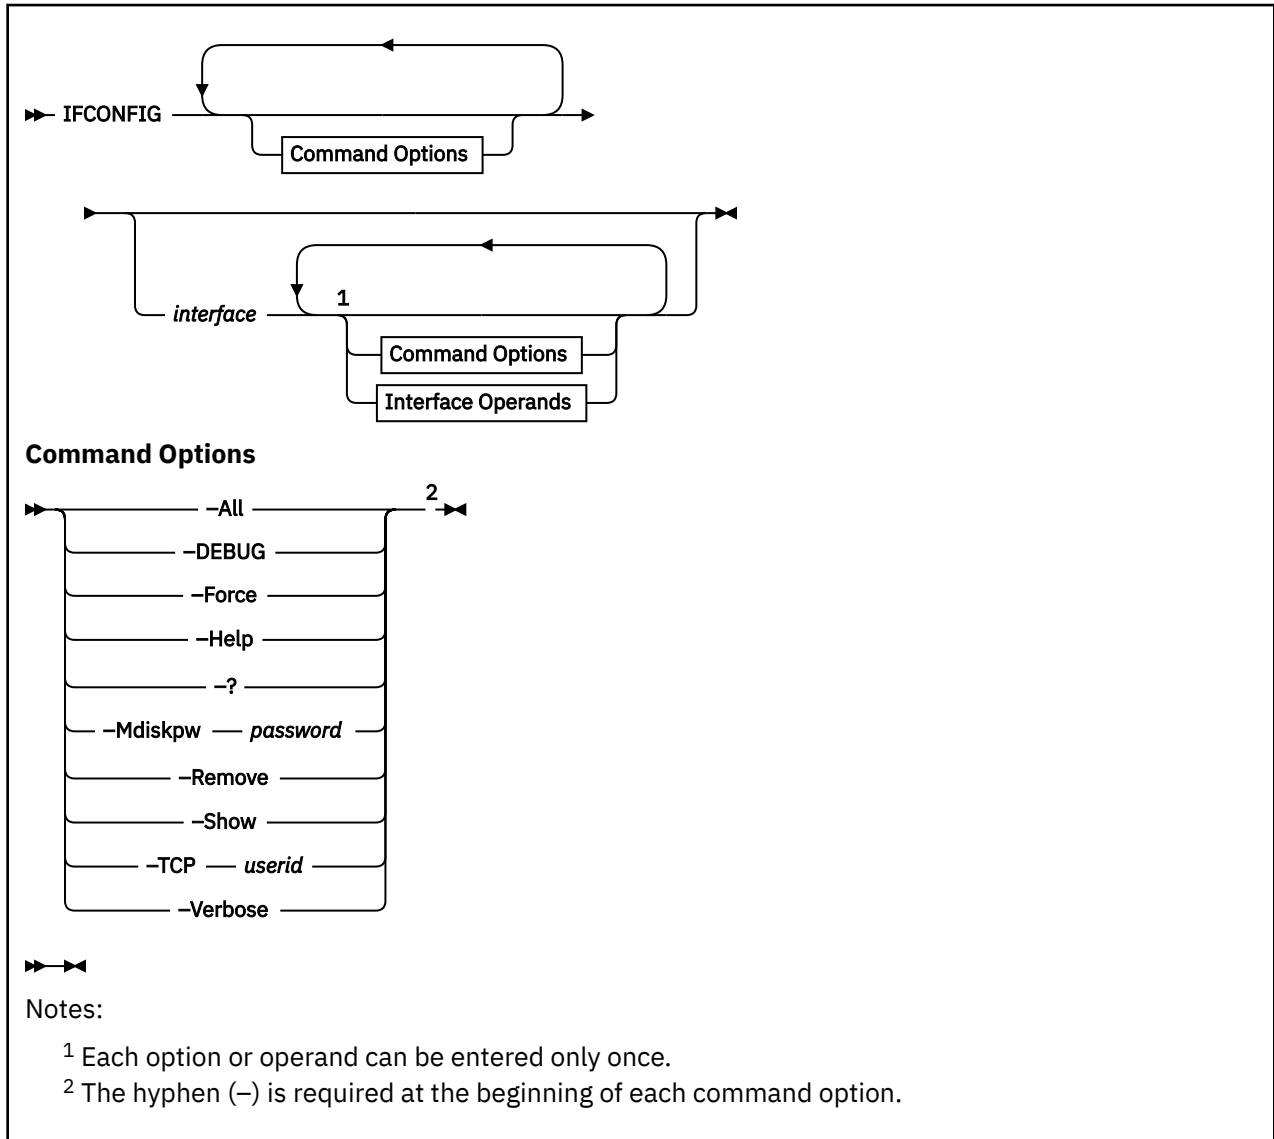 IFCONFIG
Command Options
interface
1
Command Options
Interface Operands
Command Options
–All
2
–DEBUG
–Force
–Help
–?
–Mdiskpw password
–Remove
–Show
–TCP userid
–Verbose
Notes:
1 Each option or operand can be entered only once.
2 The hyphen (–) is required at the beginning of each command option.